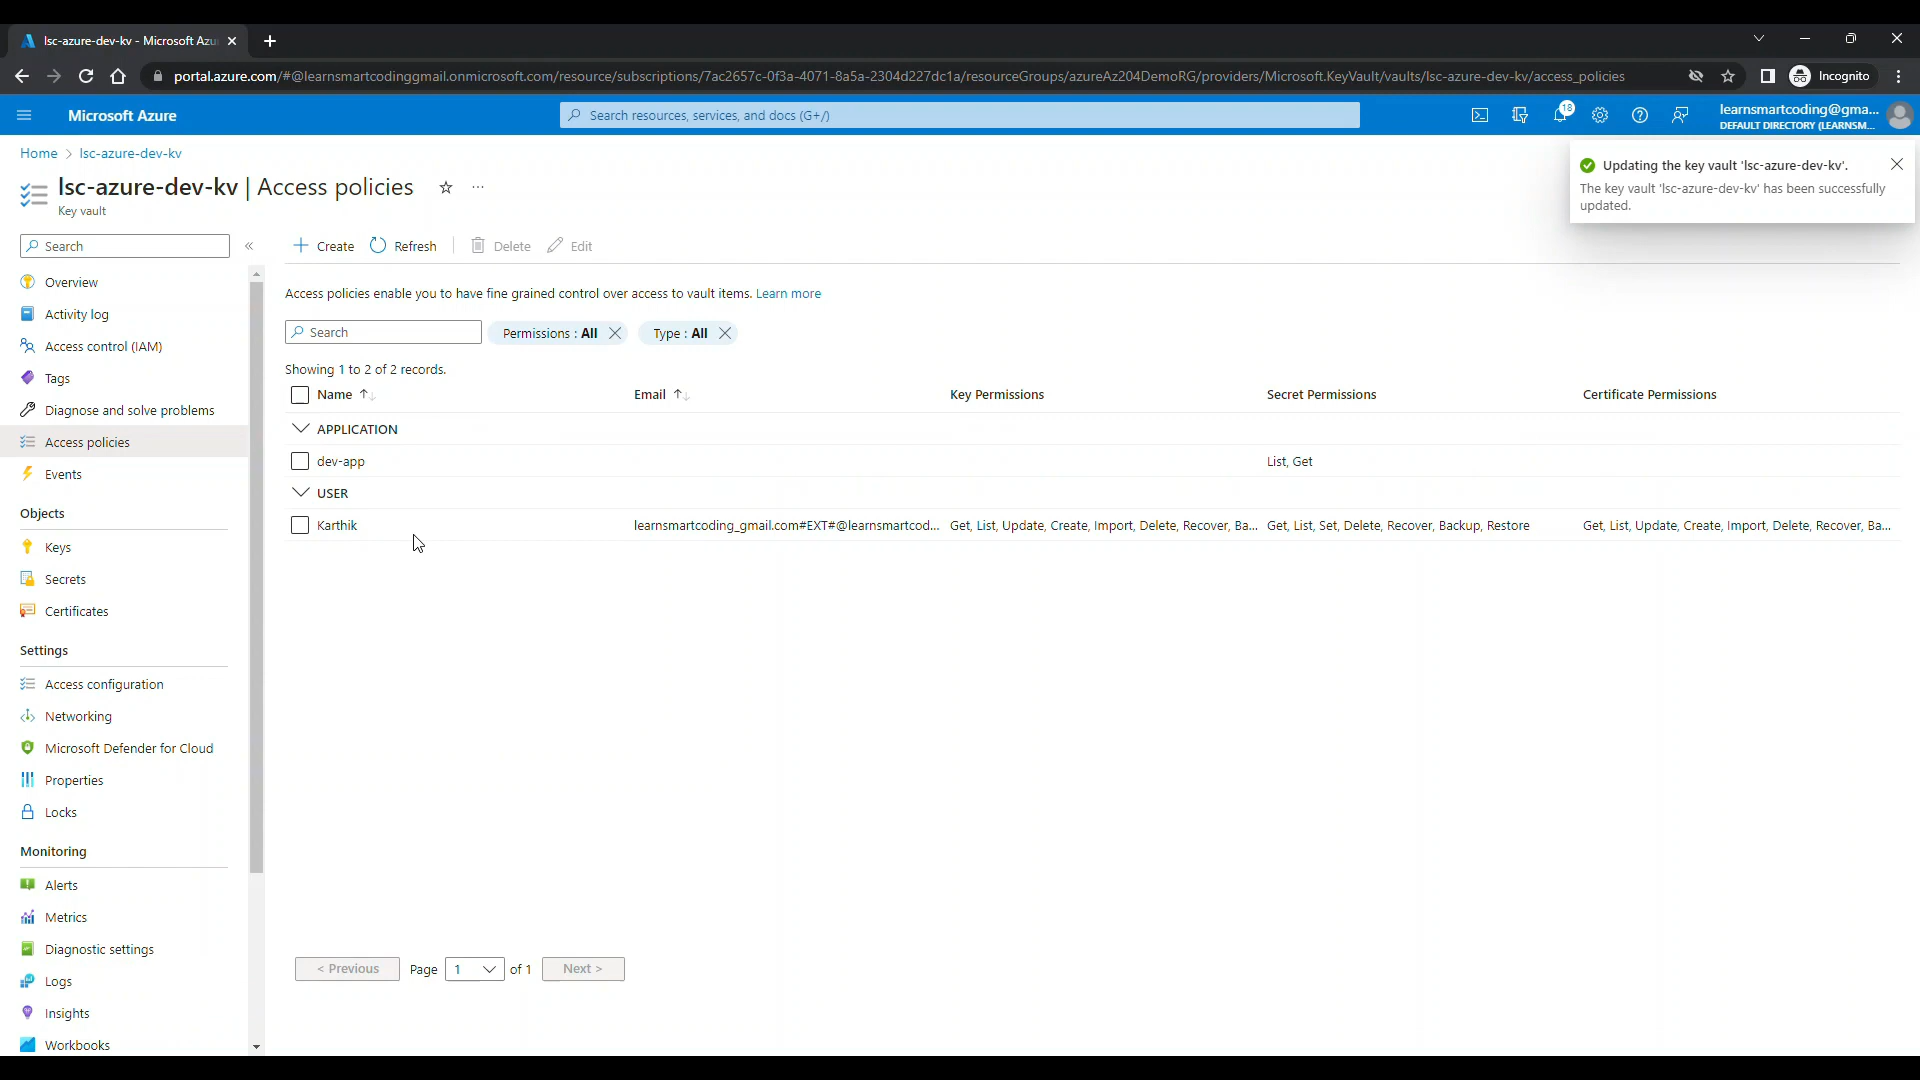 lsc-azure-dev-kv - Microsoft Azu
portal.azure.com/#@learnsmartcodinggmail.onmicrosoft.com/resource/subscriptions/7ac2657c-0f3a-4071-8a5a-2304d227dc1a/resourceGroups/azureAz204DemoRG/providers/Microsoft.KeyVault/vaults/lsc-azure-dev-kv/access_policies
Incognito
Microsoft Azure
Search resources, services, and docs (G+/)
18
learnsmartcoding@gma...
DEFAULT DIRECTORY (LEARNSM...
Home > lsc-azure-dev-kv
Updating the key vault 'lsc-azure-dev-kv'.
The key vault 'lsc-azure-dev-kv' has been successfully
updated.
lsc-azure-dev-kv | Access policies
Key vault
Search
Overview
Activity log
Access control (IAM)
Tags
Diagnose and solve problems
Access policies
Events
Objects
Keys
Secrets
Certificates
Settings
Access configuration
Networking
Microsoft Defender for Cloud
Properties
Locks
Monitoring
Alerts
Metrics
Diagnostic settings
Logs
Insights
Workbooks
Create Refresh Delete Edit
Access policies enable you to have fine grained control over access to vault items. Learn more
Search Permissions : All Type : All
Showing 1 to 2 of 2 records.
Name Email Key Permissions Secret Permissions Certificate Permissions
APPLICATION
dev-app List, Get
USER
Karthik learnsmartcoding_gmail.com#EXT#@learnsmartcod... Get, List, Update, Create, Import, Delete, Recover, Ba... Get, List, Set, Delete, Recover, Backup, Restore Get, List, Update, Create, Import, Delete, Recover, Ba...
< Previous Page 1 of 1 Next >